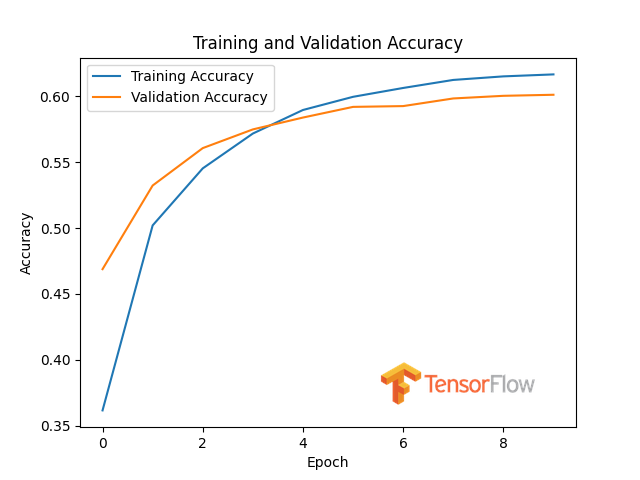 Training and Validation Accuracy
Training Accuracy
Validation Accuracy
0.60
0.55
0.50
0.45
0.40
0.35
Accuracy
TensorFlow
0 2 4 6 8
Epoch